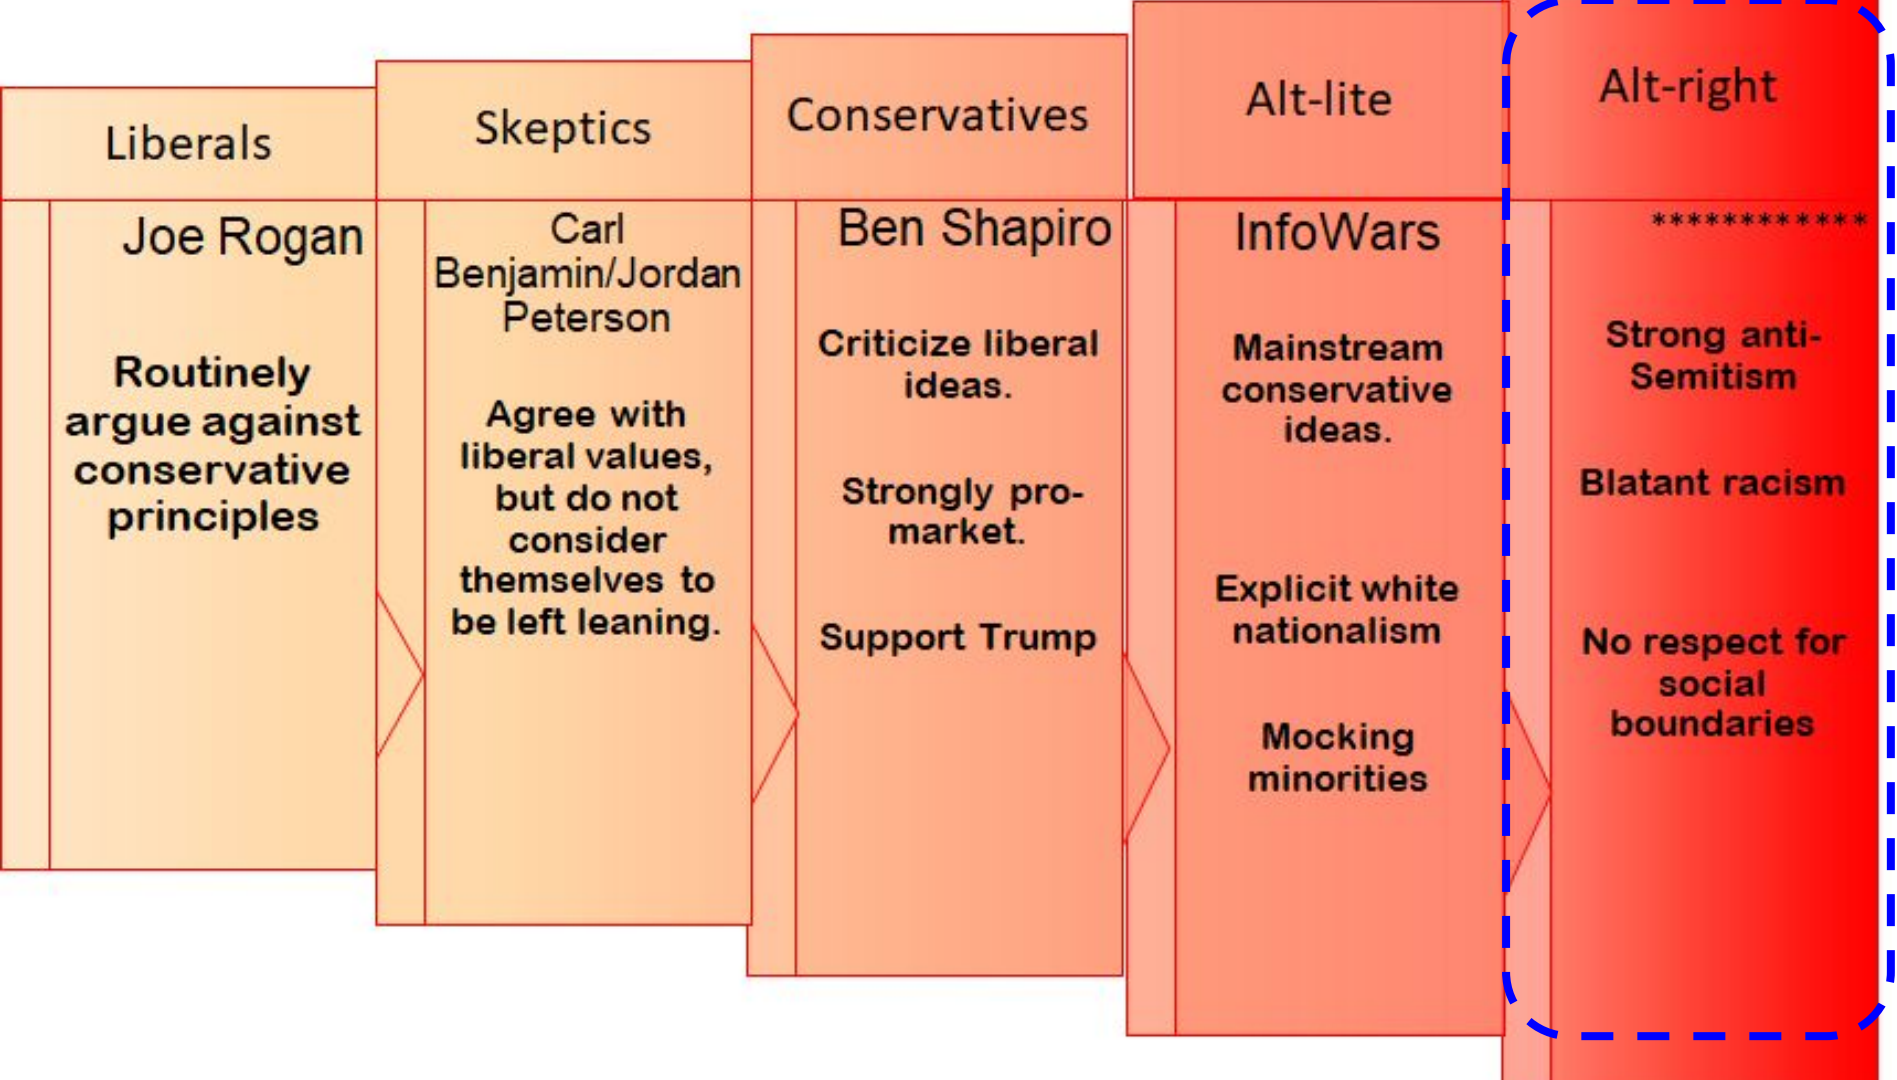 Liberals
Joe Rogan
Routinely
argue against
conservative
principles
Skeptics
Carl
Benjamin/Jordan
Peterson
Agree with
liberal values,
but do not
consider
themselves to
be left leaning.
Conservatives
Ben Shapiro
Criticize liberal
ideas.
Strongly pro-
market.
Support Trump
Alt-lite
InfoWars
Mainstream
conservative
ideas.
Explicit white
nationalism
Mocking
minorities
Alt-right
************
Strong anti-
Semitism
Blatant racism
No respect for
social
boundaries